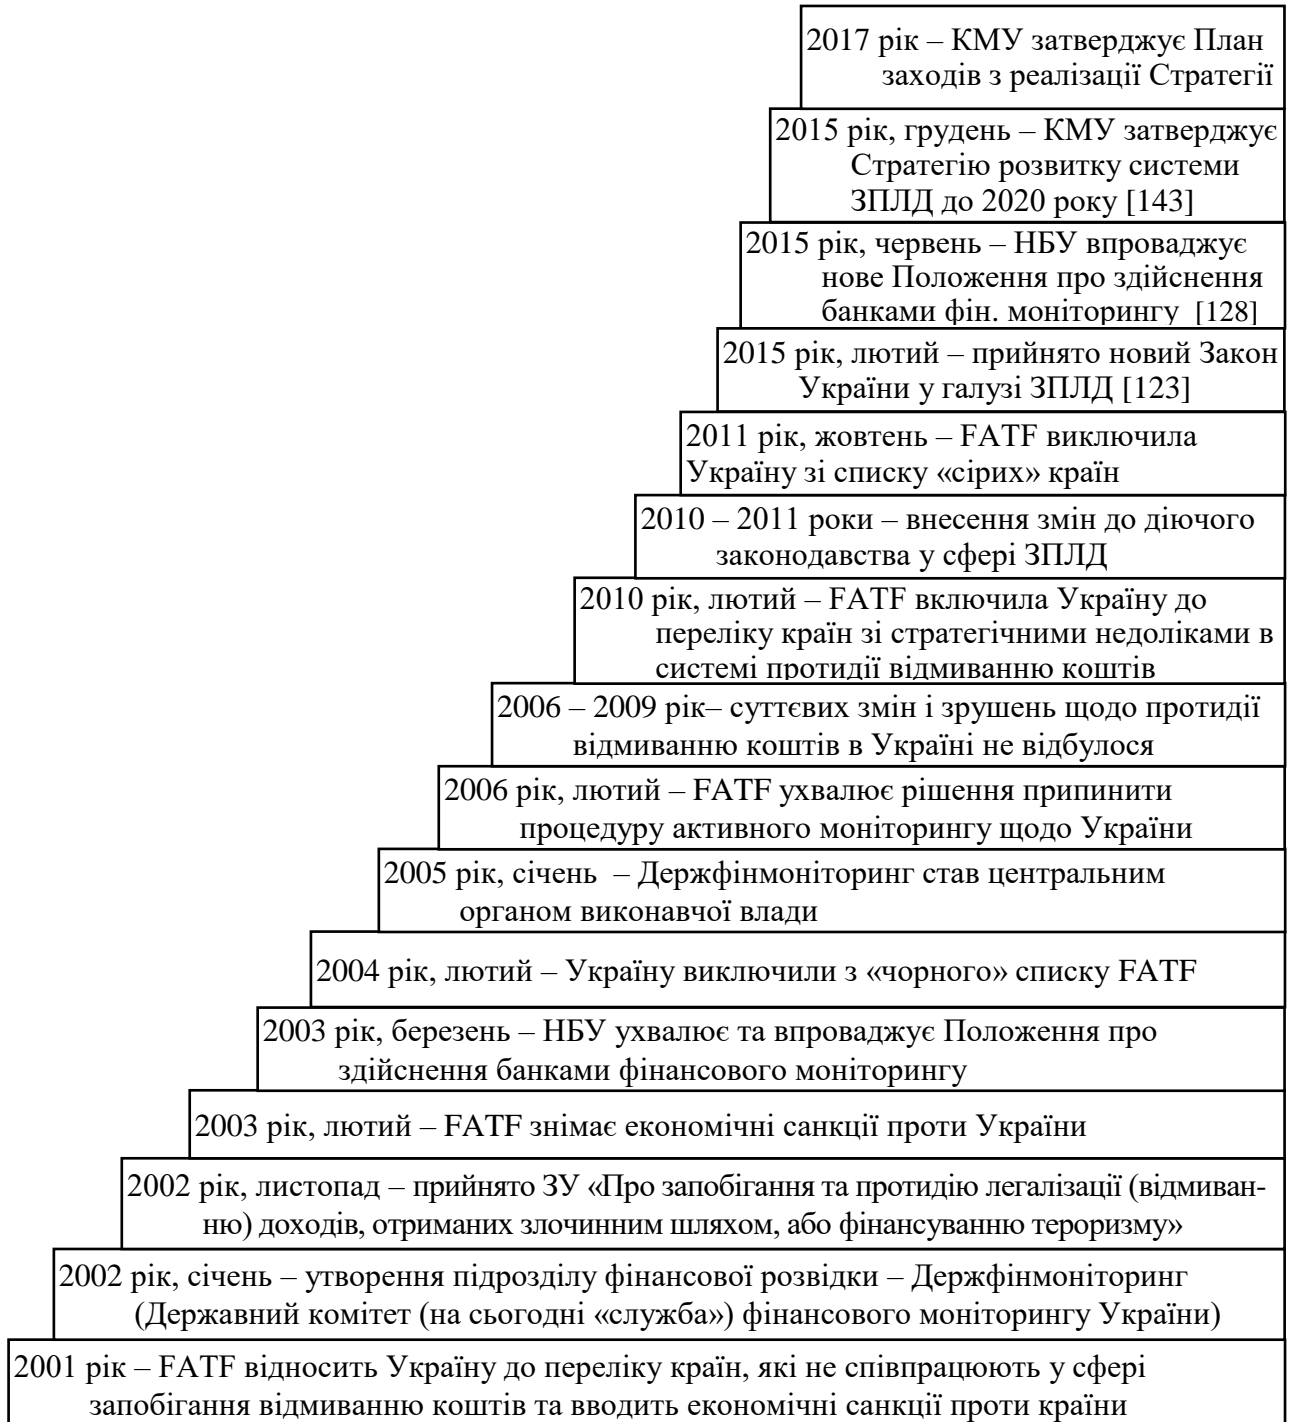 2017 рік – КМУ затверджує План
заходів з реалізації Стратегії
2015 рік, грудень – КМУ затверджує
Стратегію розвитку системи
ЗПЛД до 2020 року [143]
2015 рік, червень – НБУ впроваджує
нове Положення про здійснення
банками фін. моніторингу [128]
2015 рік, лютий – прийнято новий Закон
України у галузі ЗПЛД [123]
2011 рік, жовтень – FATF виключила
Україну зі списку «сірих» країн
2010 – 2011 роки – внесення змін до діючого
законодавства у сфері ЗПЛД
2010 рік, лютий – FATF включила Україну до
переліку країн зі стратегічними недоліками в
системі протидії відмиванню коштів
2006 – 2009 рік– суттєвих змін і зрушень щодо протидії
відмиванню коштів в Україні не відбулося
2006 рік, лютий – FATF ухвалює рішення припинити
процедуру активного моніторингу щодо України
2005 рік, січень – Держфінмоніторинг став центральним
органом виконавчої влади
2004 рік, лютий – Україну виключили з «чорного» списку FATF
2003 рік, березень – НБУ ухвалює та впроваджує Положення про
здійснення банками фінансового моніторингу
2003 рік, лютий – FATF знімає економічні санкції проти України
2002 рік, листопад – прийнято ЗУ «Про запобігання та протидію легалізації (відмиван-
ню) доходів, отриманих злочинним шляхом, або фінансуванню тероризму»
2002 рік, січень – утворення підрозділу фінансової розвідки – Держфінмоніторинг
(Державний комітет (на сьогодні «служба») фінансового моніторингу України)
2001 рік – FATF відносить Україну до переліку країн, які не співпрацюють у сфері
запобігання відмиванню коштів та вводить економічні санкції проти країни